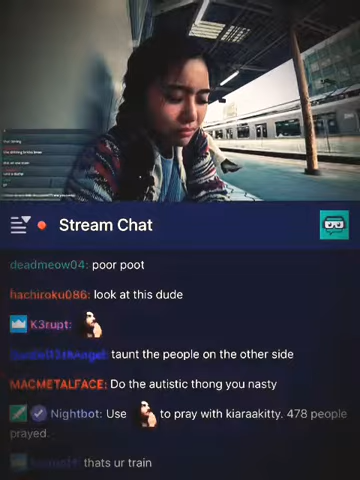 Stream Chat
deadmeow04: poor poot
hachiroku086: look at this dude
K3rupt:
taunt the people on the other side
MACMETALFACE: Do the autistic thong you nasty
Nightbot: Use to pray with kiaraakitty. 478 people
prayed.
thats ur train